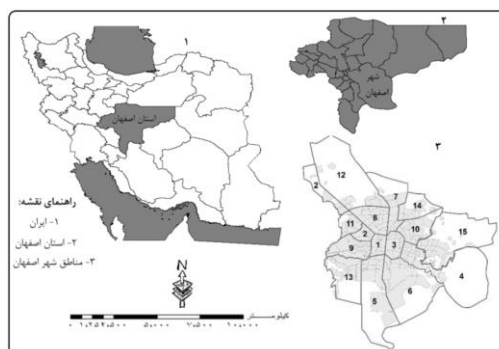 ۱
۲
استان اصفهان
شهر
اصفهان
۳
راهنمای نقشه:
۱- ایران
۲- استان اصفهان
۳- مناطق شهر اصفهان
N
کیلومتر
12
2
7
8
14
11
2
10
15
9
1
3
13
4
5
6